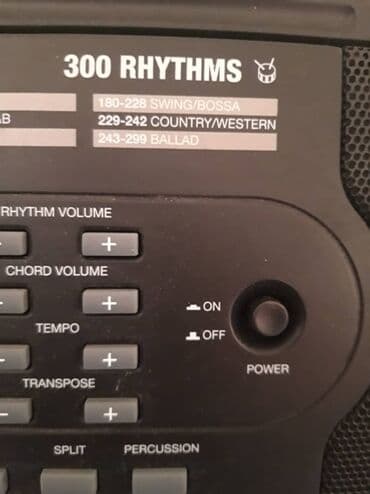 300 RHYTHMS
180-228 SWING/BOSSA
AB 229-242 COUNTRY/WESTERN
243-299 BALLAD
RHYTHM VOLUME
- +
CHORD VOLUME
- +
ON
TEMPO
OFF
- +
POWER
TRANSPOSE
- +
SPLIT PERCUSSION